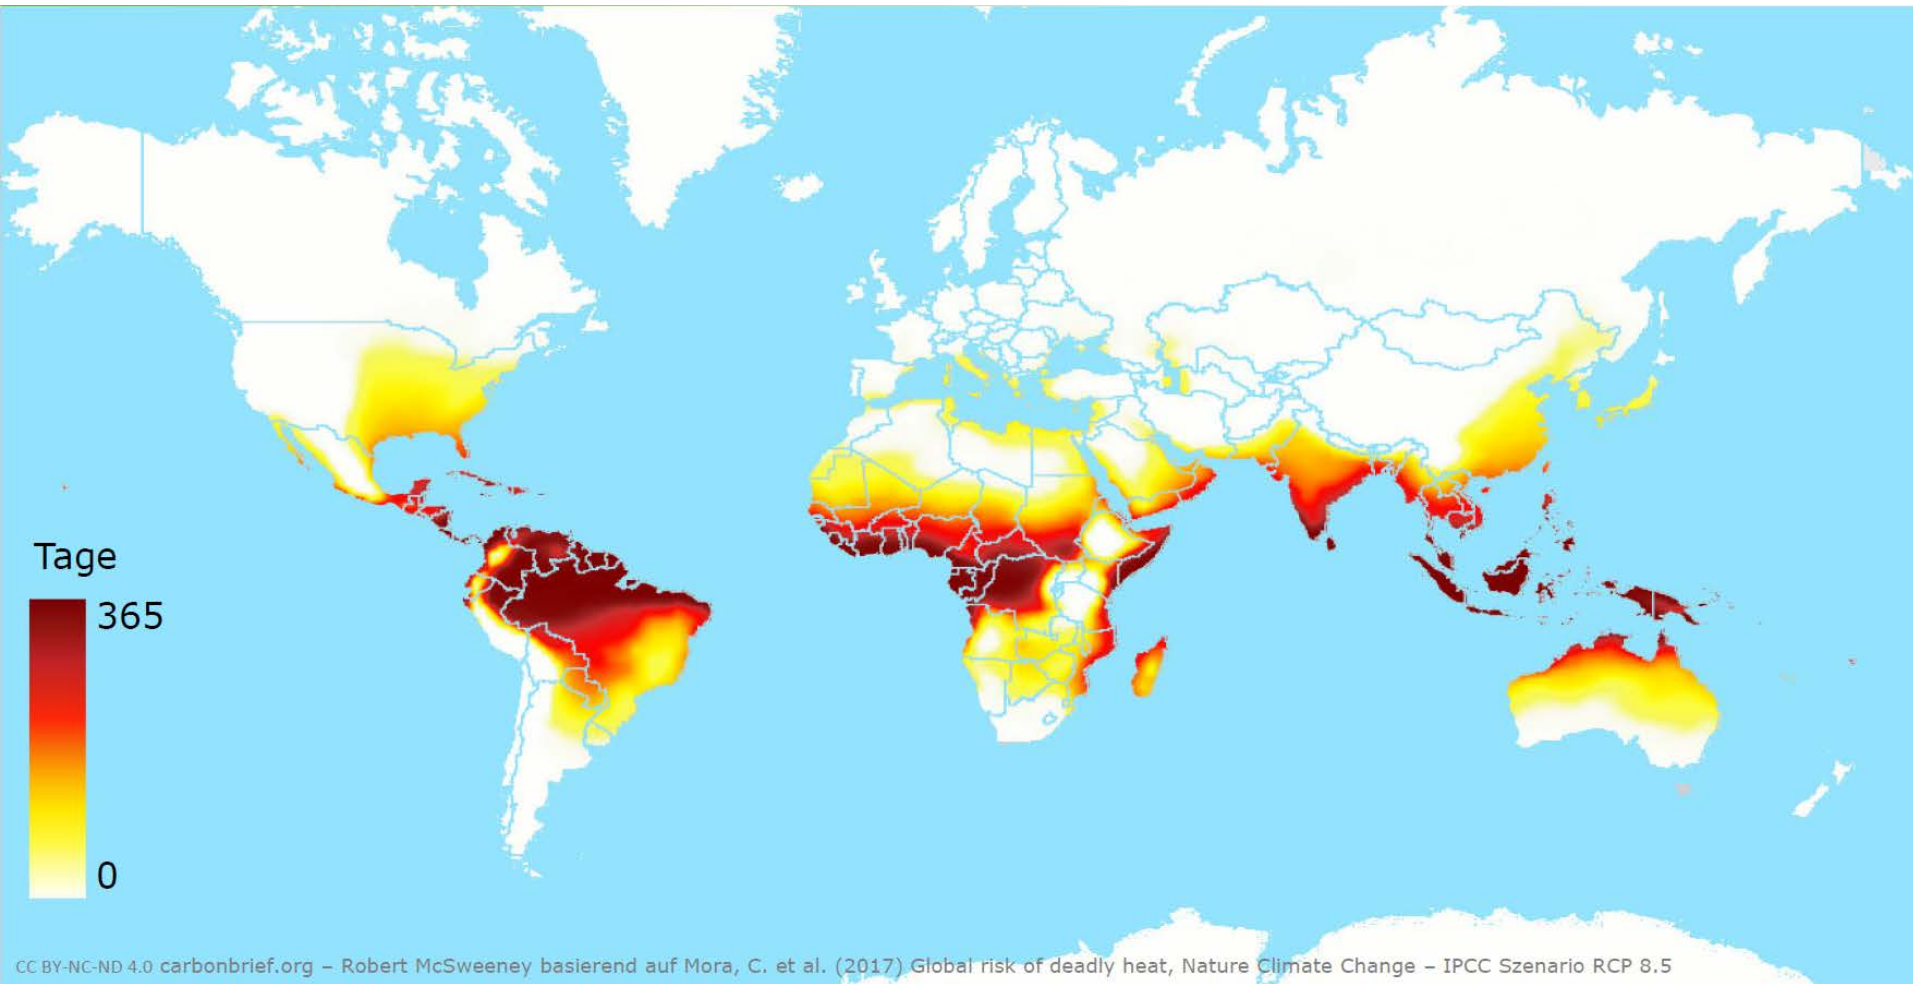 Tage
365
0
CC BY-NC-ND 4.0 carbonbrief.org – Robert McSweeney basierend auf Mora, C. et al. (2017) Global risk of deadly heat, Nature Climate Change – IPCC Szenario RCP 8.5